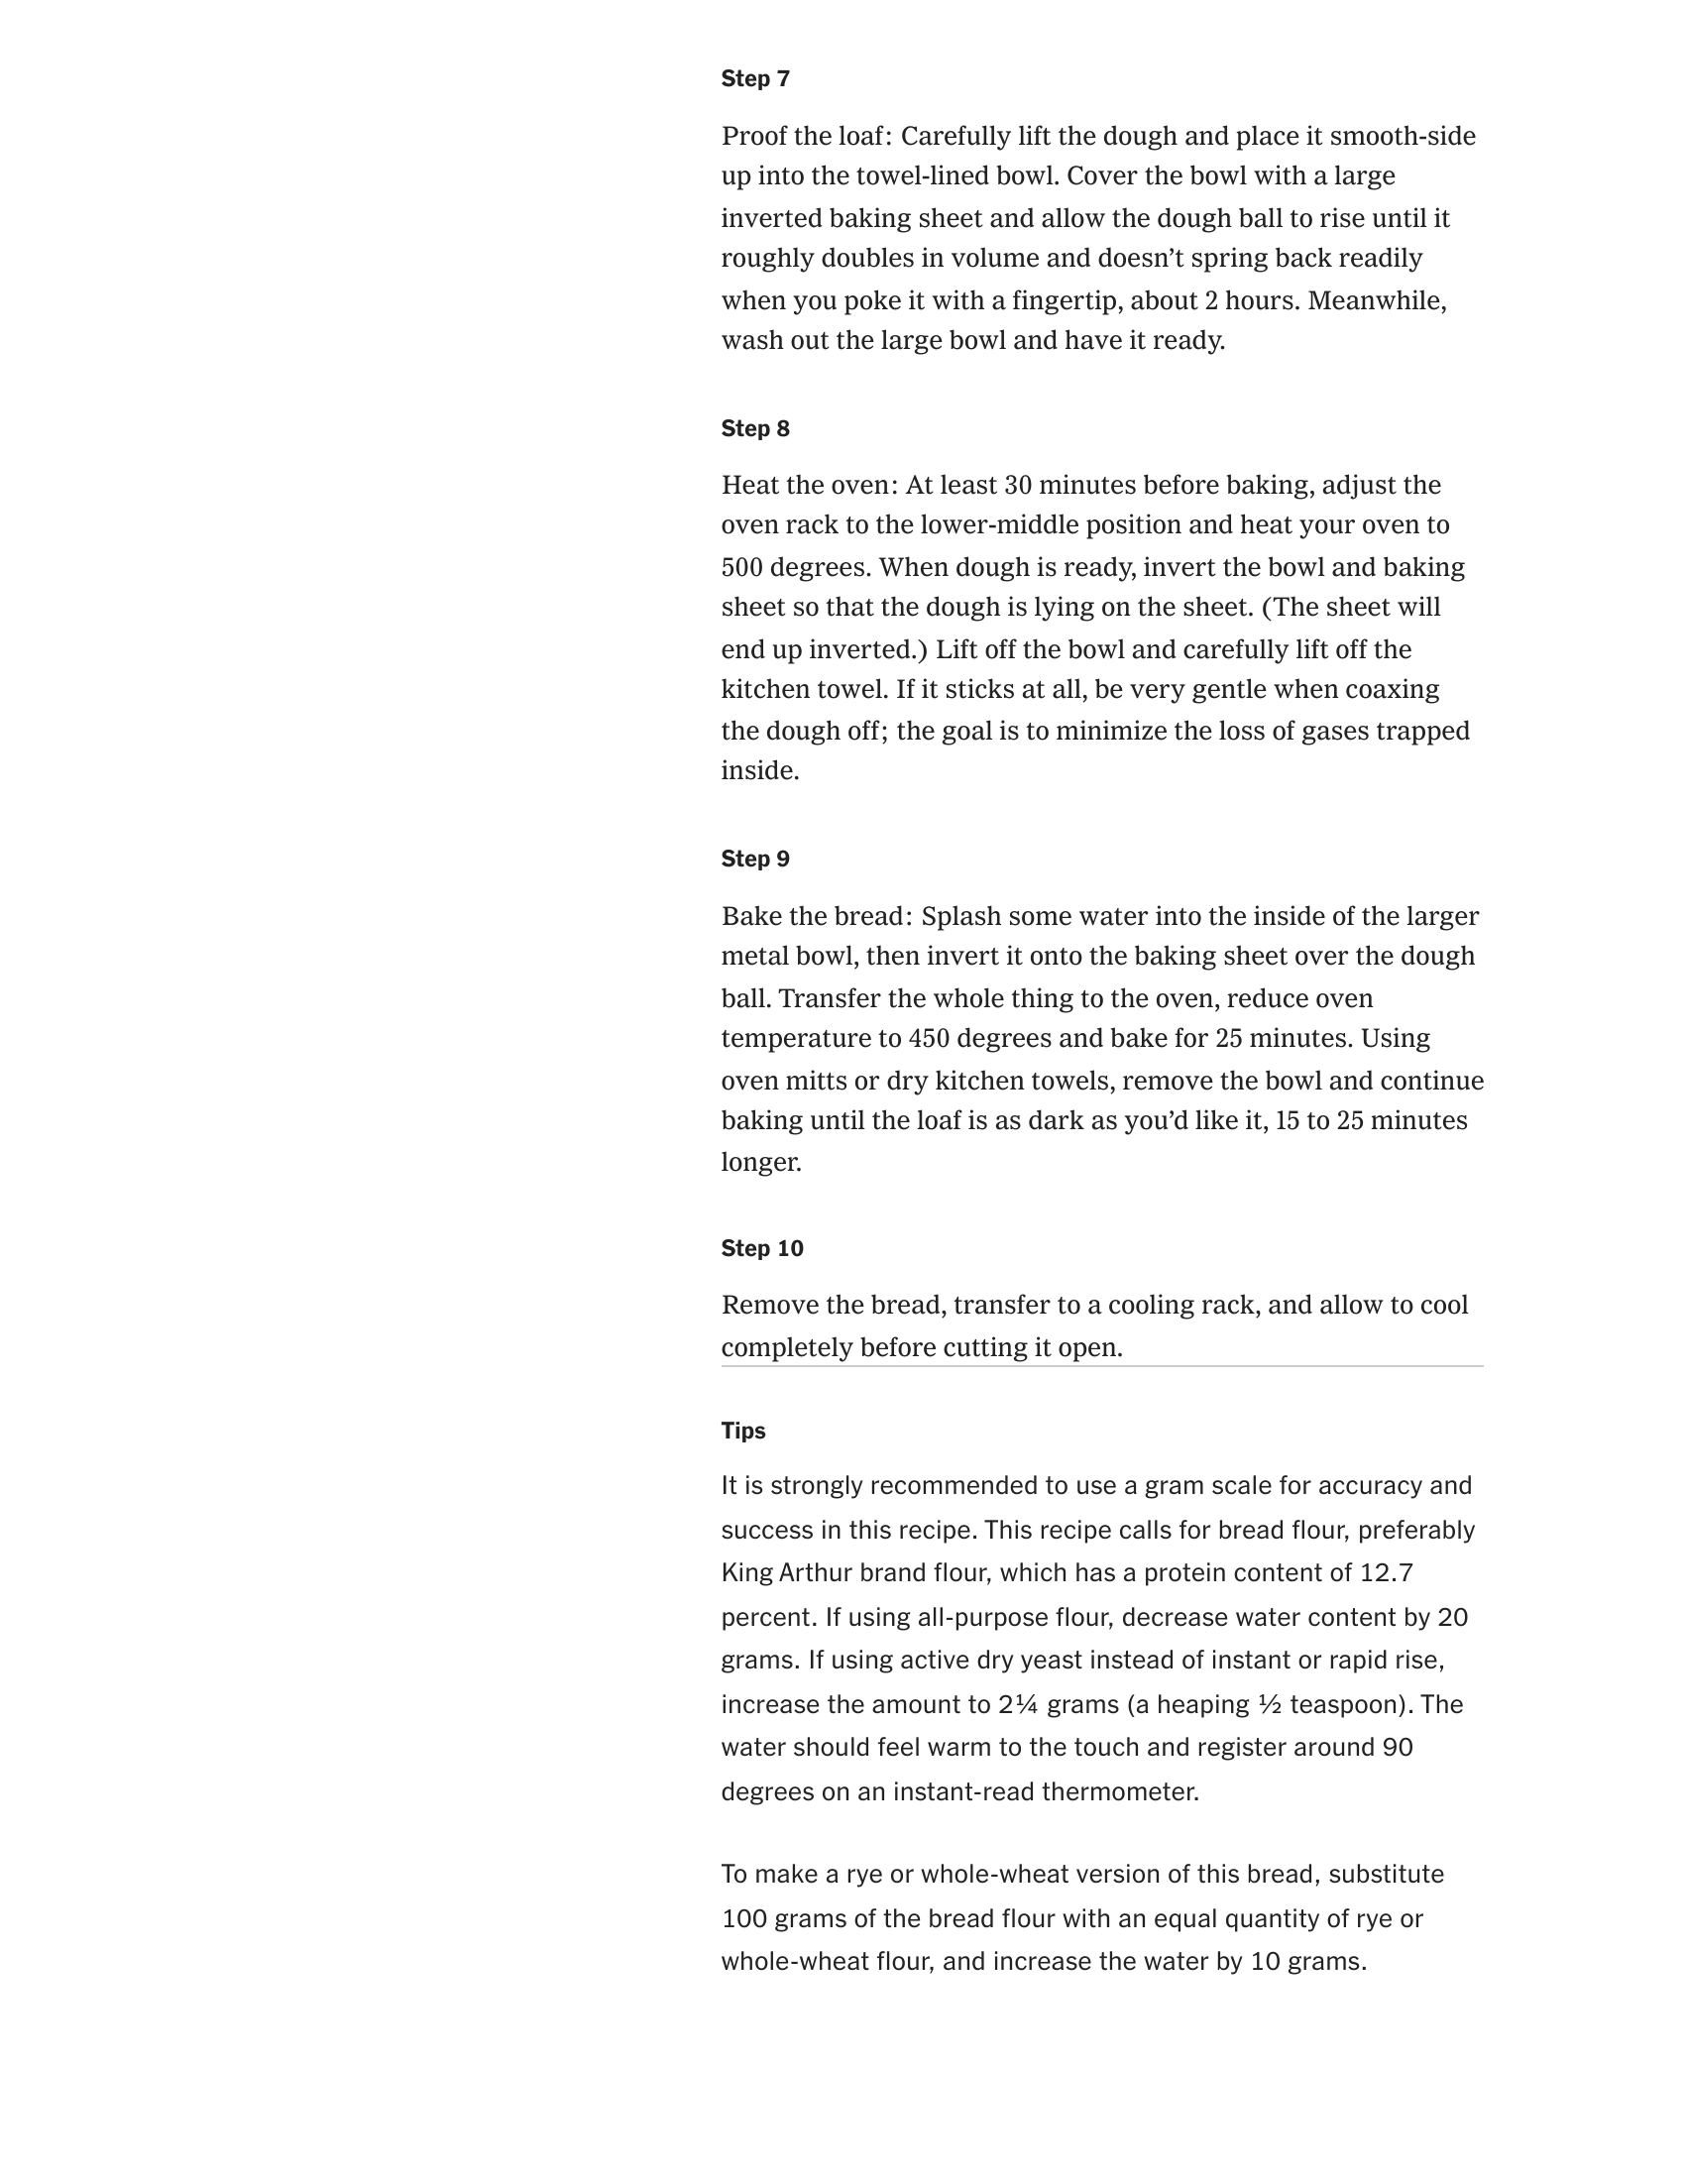 Step 7
Proof the loaf: Carefully lift the dough and place it smooth-side
up into the towel-lined bowl. Cover the bowl with a large
inverted baking sheet and allow the dough ball to rise until it
roughly doubles in volume and doesn’t spring back readily
when you poke it with a fingertip, about 2 hours. Meanwhile,
wash out the large bowl and have it ready.
Step 8
Heat the oven: At least 30 minutes before baking, adjust the
oven rack to the lower-middle position and heat your oven to
500 degrees. When dough is ready, invert the bowl and baking
sheet so that the dough is lying on the sheet. (The sheet will
end up inverted.) Lift off the bowl and carefully lift off the
kitchen towel. If it sticks at all, be very gentle when coaxing
the dough off; the goal is to minimize the loss of gases trapped
inside.
Step 9
Bake the bread: Splash some water into the inside of the larger
metal bowl, then invert it onto the baking sheet over the dough
ball. Transfer the whole thing to the oven, reduce oven
temperature to 450 degrees and bake for 25 minutes. Using
oven mitts or dry kitchen towels, remove the bowl and continue
baking until the loaf is as dark as you’d like it, 15 to 25 minutes
longer.
Step 10
Remove the bread, transfer to a cooling rack, and allow to cool
completely before cutting it open.
Tips
It is strongly recommended to use a gram scale for accuracy and
success in this recipe. This recipe calls for bread flour, preferably
King Arthur brand flour, which has a protein content of 12.7
percent. If using all-purpose flour, decrease water content by 20
grams. If using active dry yeast instead of instant or rapid rise,
increase the amount to 2¼ grams (a heaping ½ teaspoon). The
water should feel warm to the touch and register around 90
degrees on an instant-read thermometer.
To make a rye or whole-wheat version of this bread, substitute
100 grams of the bread flour with an equal quantity of rye or
whole-wheat flour, and increase the water by 10 grams.